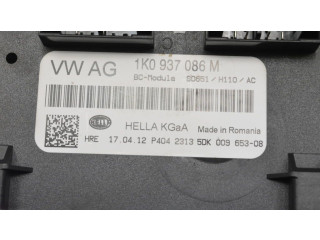 VW AG 1K0 937 086 M
BC-Module SD891/H110/AC
HELLA KGaA Made in Romania
HRE 17.04.12 P404 2313 5DK 009 653-08